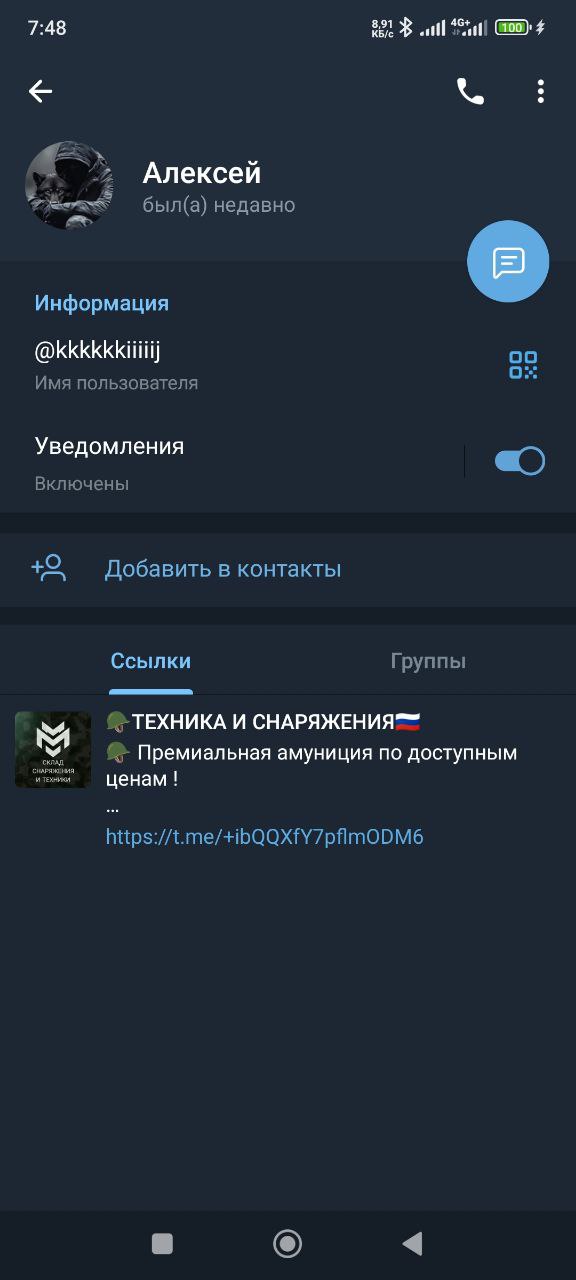 7:48
8,91
КБ/с
4G+
100
Алексей
был(а) недавно
Информация
@kkkkkkiiiiij
Имя пользователя
Уведомления
Включены
Добавить в контакты
Ссылки
Группы
🪖ТЕХНИКА И СНАРЯЖЕНИЯ🇷🇺
🪖 Премиальная амуниция по доступным
ценам !
...
https://t.me/+ibQQXfY7pflmODM6
СКЛАД
СНАРЯЖЕНИЯ
И ТЕХНИКИ